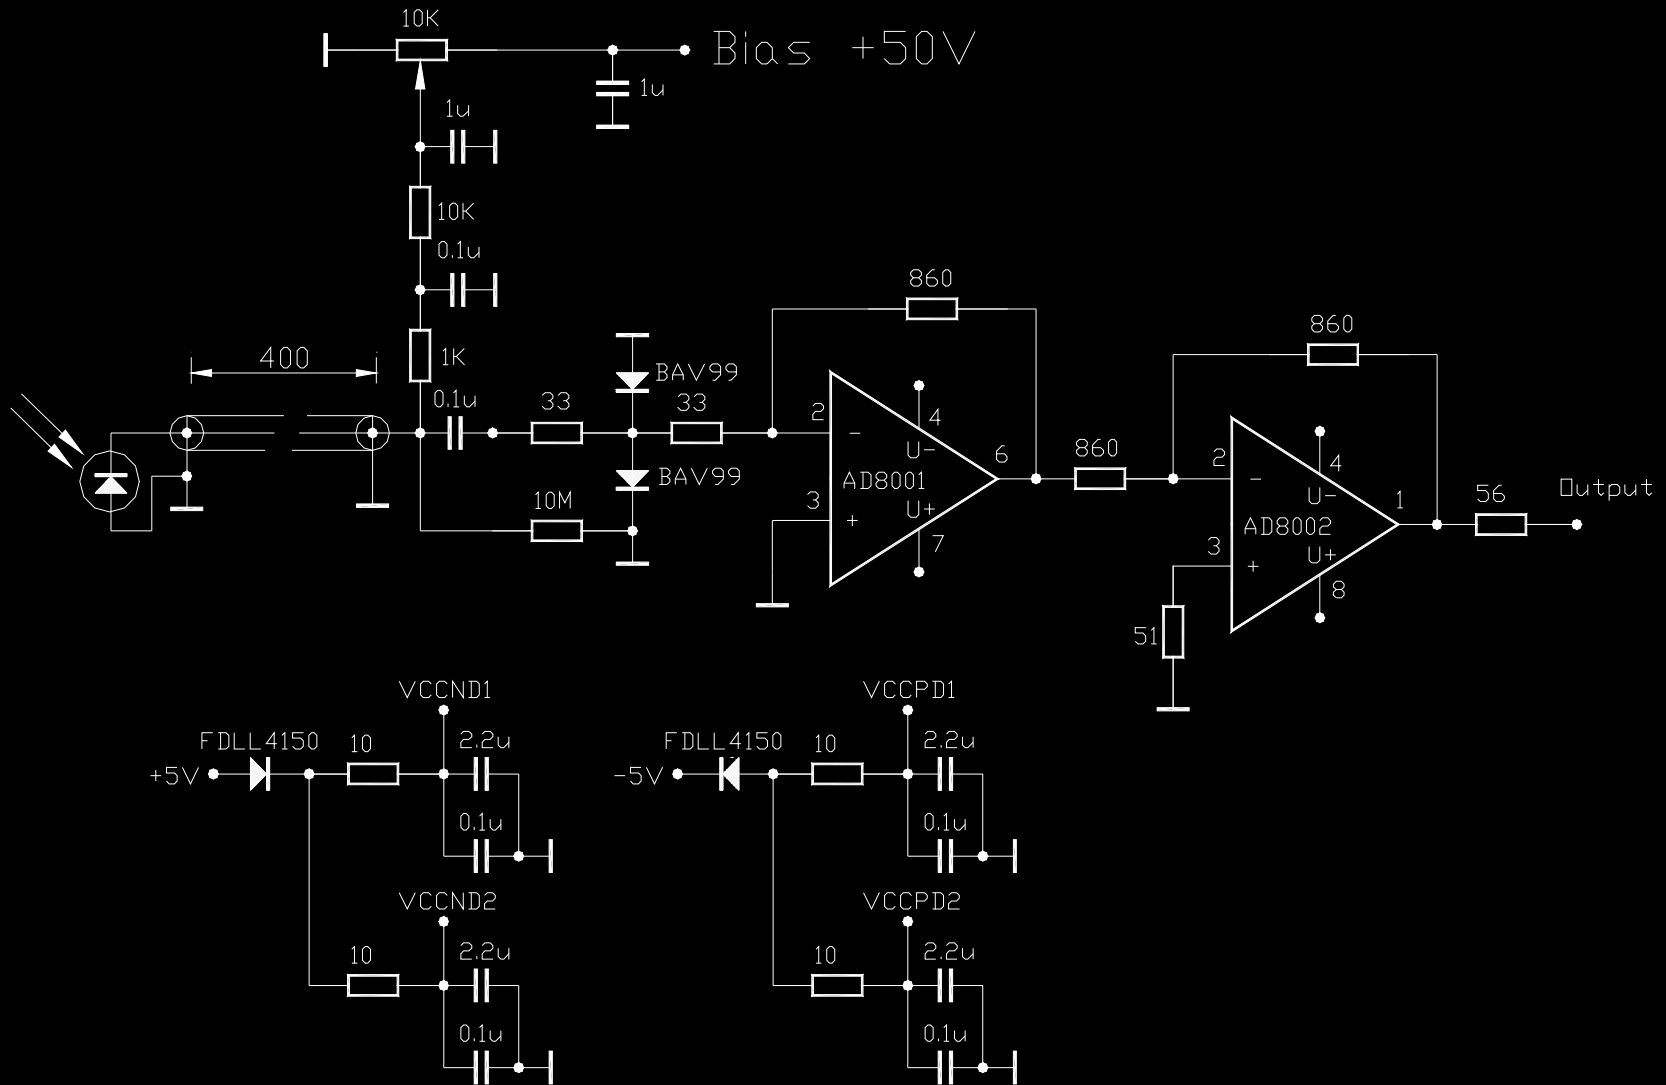 10K
Bias +50V
1u
1u
10K
0.1u
1K
400
0.1u
33
BAV99
33
BAV99
10M
860
2
-
4
U-
AD8001
6
3
+
U+
7
860
860
2
-
4
U-
AD8002
1
3
+
U+
8
51
56
Output
VCCND1
FDLL4150
10
2.2u
+5V
0.1u
VCCND2
10
2.2u
0.1u
VCCPD1
FDLL4150
10
2.2u
-5V
0.1u
VCCPD2
10
2.2u
0.1u